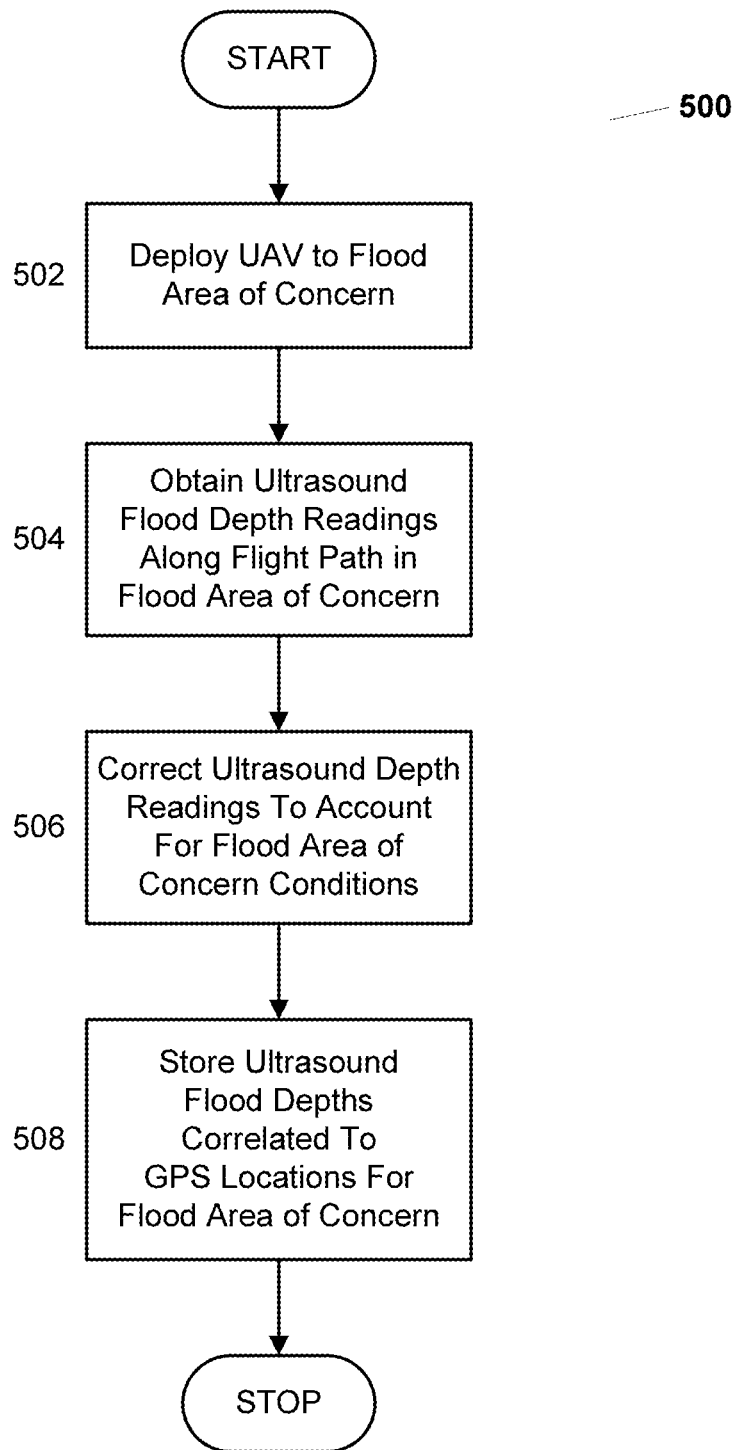 START
500
502
Deploy UAV to Flood
Area of Concern
504
Obtain Ultrasound
Flood Depth Readings
Along Flight Path in
Flood Area of Concern
506
Correct Ultrasound Depth
Readings To Account
For Flood Area of
Concern Conditions
508
Store Ultrasound
Flood Depths
Correlated To
GPS Locations For
Flood Area of Concern
STOP